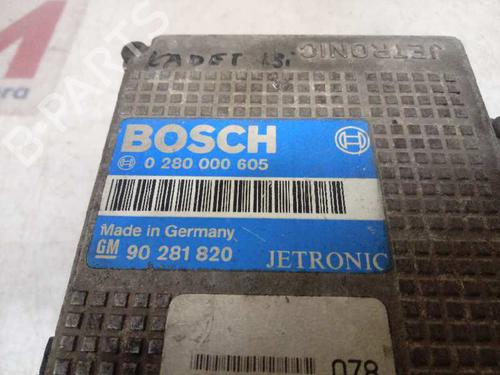 KADET 1.3i
JETRONIC
BOSCH
0 280 000 605
Made in Germany
GM 90 281 820 JETRONIC
078
B-PARTS